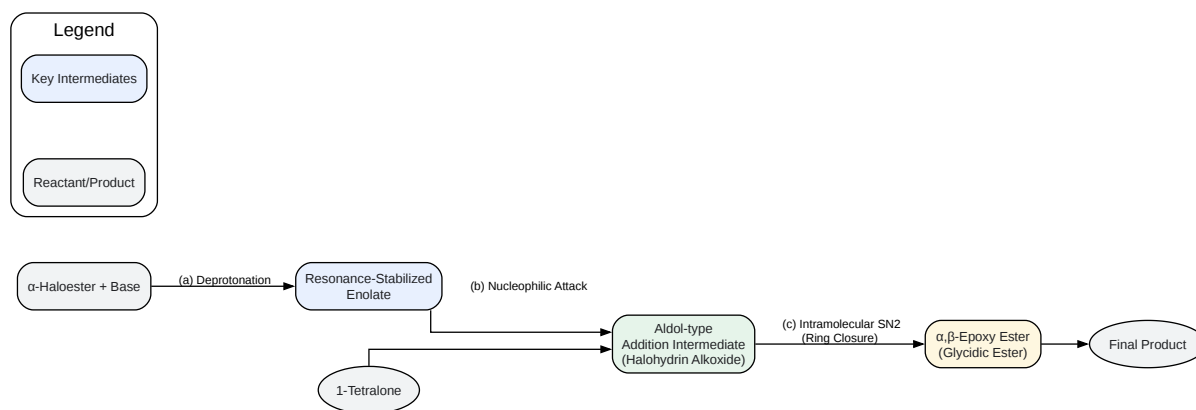 Legend
Key Intermediates
Reactant/Product
α-Haloester + Base
(a) Deprotonation
Resonance-Stabilized
Enolate
(b) Nucleophilic Attack
1-Tetralone
Aldol-type
Addition Intermediate
(Halohydrin Alkoxide)
(c) Intramolecular SN2
(Ring Closure)
α,β-Epoxy Ester
(Glycidic Ester)
Final Product